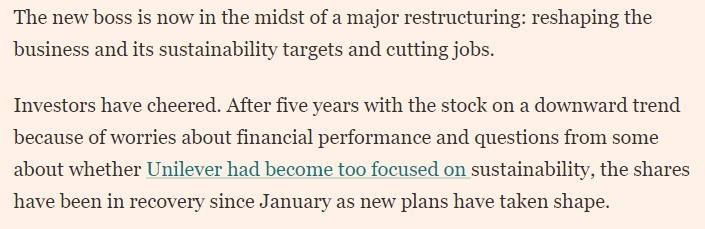 The new boss is now in the midst of a major restructuring: reshaping the
business and its sustainability targets and cutting jobs.
Investors have cheered. After five years with the stock on a downward trend
because of worries about financial performance and questions from some
about whether Unilever had become too focused on sustainability, the shares
have been in recovery since January as new plans have taken shape.